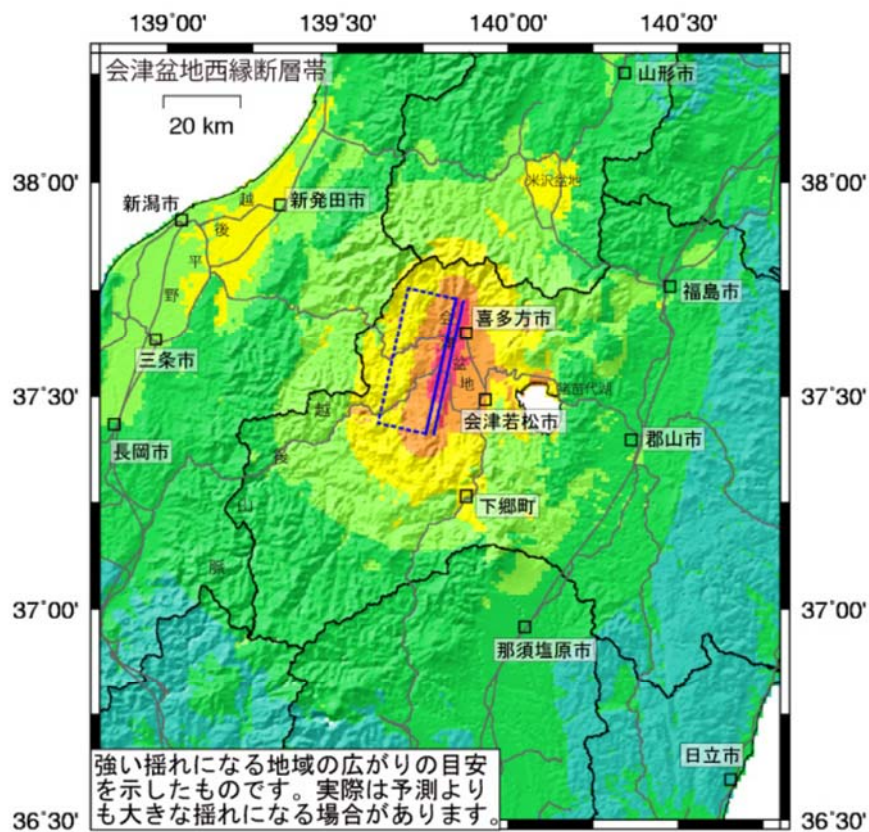 139°00' 139°30' 140°00' 140°30'
会津盆地西縁断層帯
20 km
山形市
38°00'
米沢盆地
新潟市
新発田市
越
後
平
野
福島市
喜多方市
会
津
盆
地
三条市
37°30'
猪苗代湖
会津若松市
越
後
山
脈
長岡市
郡山市
下郷町
37°00'
那須塩原市
日立市
強い揺れになる地域の広がりの目安
を示したものです。実際は予測より
も大きな揺れになる場合があります。
36°30'
38°00'
37°30'
37°00'
36°30'